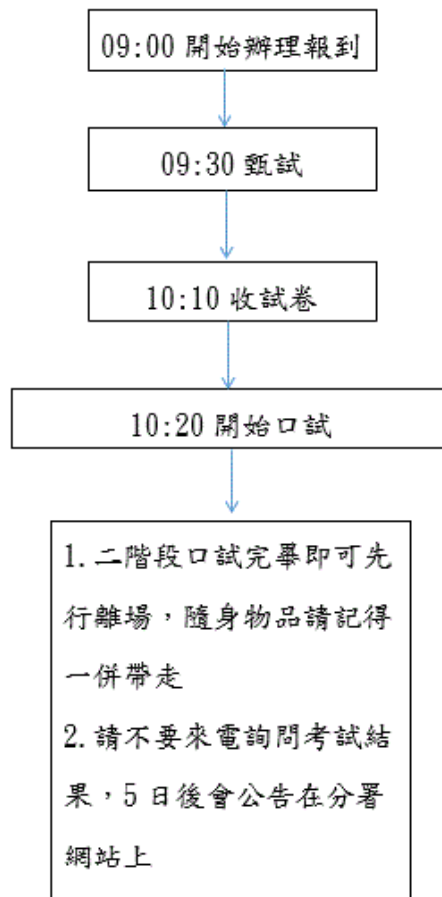 09:00 開始辦理報到
09:30 甄試
10:10 收試卷
10:20 開始口試
1. 二階段口試完畢即可先
行離場，隨身物品請記得
一併帶走
2. 請不要來電詢問考試結
果，5 日後會公告在分署
網站上